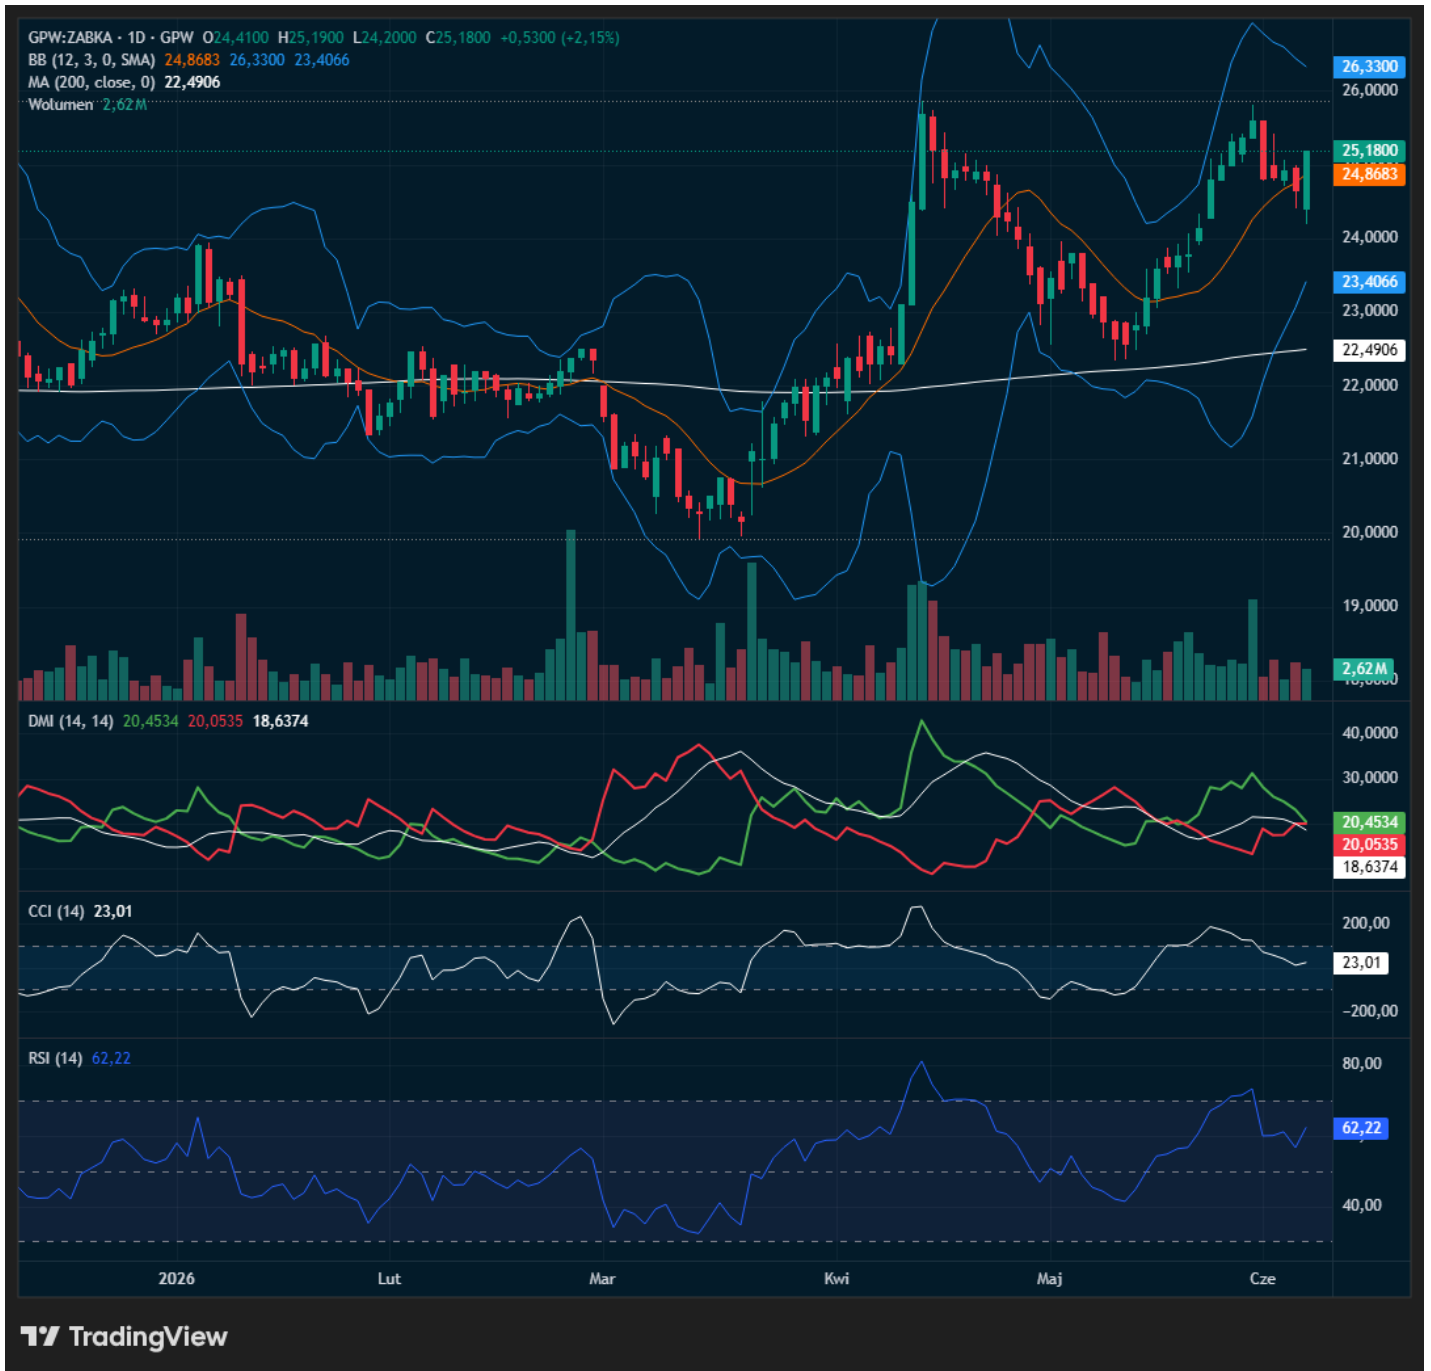 GPW:ZABKA · 1D · GPW O24,4100 H25,1900 L24,2000 C25,1800 +0,5300 (+2,15%)
BB (12, 3, 0, SMA) 24,8683 26,3300 23,4066
MA (200, close, 0) 22,4906
Wolumen 2,62M
26,3300
26,0000
25,1800
24,8683
24,0000
23,4066
23,0000
22,4906
22,0000
21,0000
20,0000
19,0000
2,62M
DMI (14, 14) 20,4534 20,0535 18,6374
40,0000
30,0000
20,4534
20,0535
18,6374
CCI (14) 23,01
200,00
23,01
−200,00
RSI (14) 62,22
80,00
62,22
40,00
2026 Lut Mar Kwi Maj Cze
TradingView